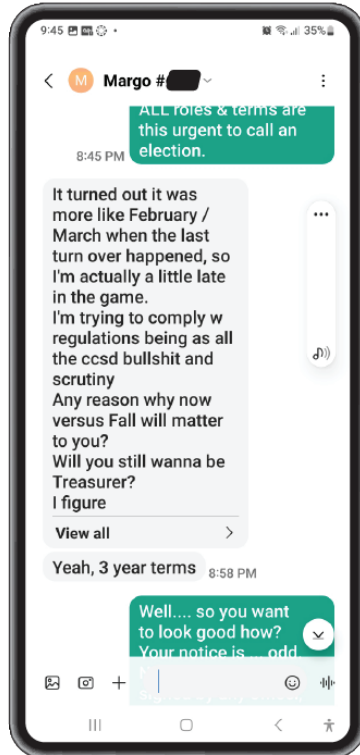 9:45
35%
Margo #
ALL roles & terms are
this urgent to call an
election.
8:45 PM
It turned out it was
more like February /
March when the last
turn over happened, so
I'm actually a little late
in the game.
I'm trying to comply w
regulations being as all
the ccsd bullshit and
scrutiny
Any reason why now
versus Fall will matter
to you?
Will you still wanna be
Treasurer?
I figure
View all
Yeah, 3 year terms
8:58 PM
Well.... so you want
to look good how?
Your notice is.... odd.